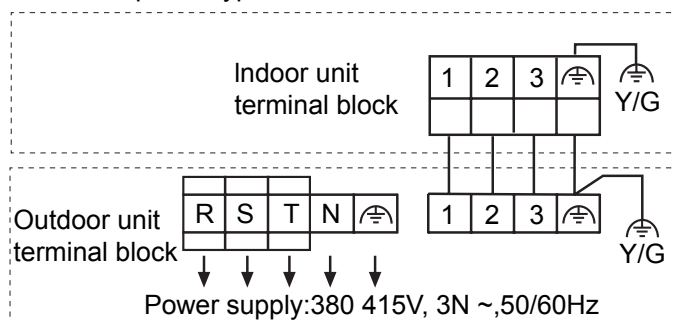 Indoor unit
terminal block
1 2 3
Y/G
Outdoor unit
terminal block
R S T N
1 2 3
Y/G
Power supply:380 415V, 3N ~,50/60Hz